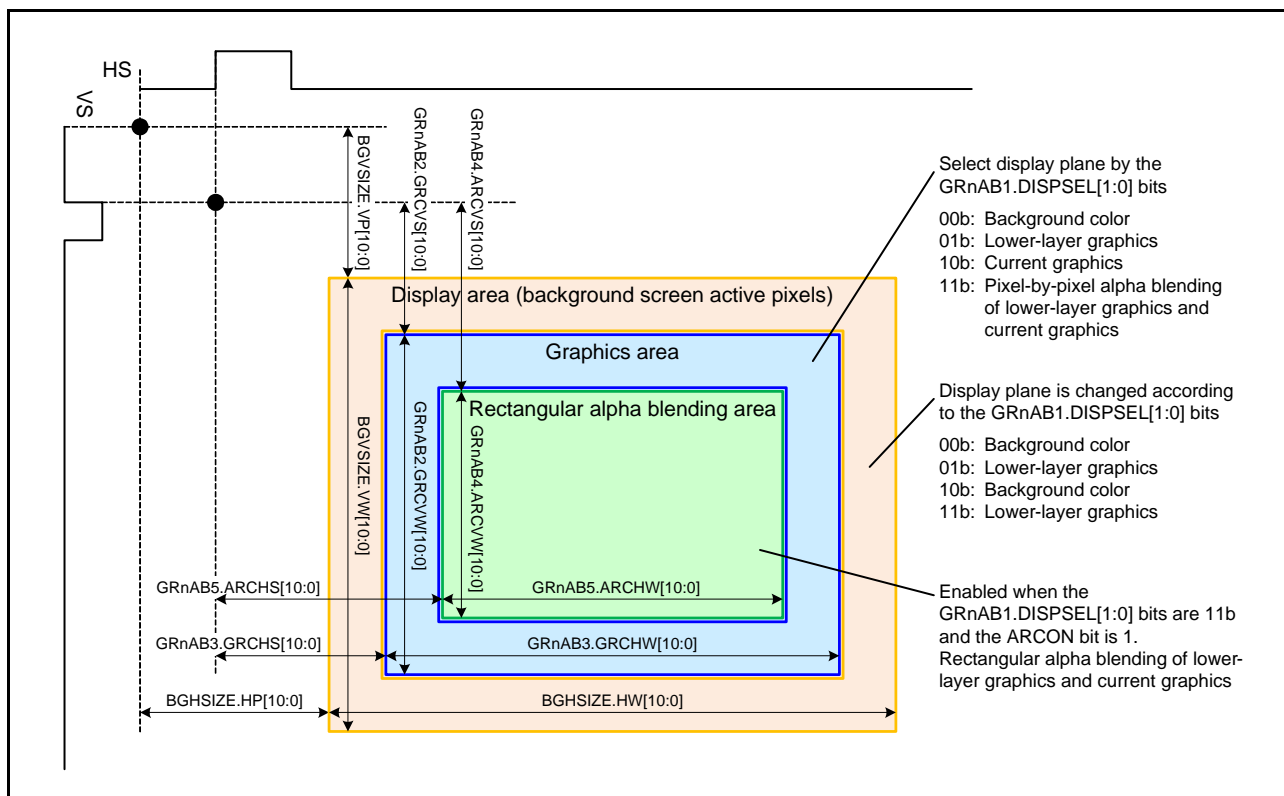 HS
VS
BGVSIZE.VP[10:0]
GRnAB2.GRCVS[10:0]
GRnAB4.ARCVS[10:0]
Select display plane by the
GRnAB1.DISPSEL[1:0] bits
00b: Background color
01b: Lower-layer graphics
10b: Current graphics
11b: Pixel-by-pixel alpha blending
of lower-layer graphics and
current graphics
Display area (background screen active pixels)
Graphics area
Rectangular alpha blending area
BGVSIZE.VW[10:0]
GRnAB2.GRCVW[10:0]
GRnAB4.ARCVW[10:0]
Display plane is changed according
to the GRnAB1.DISPSEL[1:0] bits
00b: Background color
01b: Lower-layer graphics
10b: Background color
11b: Lower-layer graphics
GRnAB5.ARCHS[10:0]
GRnAB5.ARCHW[10:0]
GRnAB3.GRCHS[10:0]
GRnAB3.GRCHW[10:0]
BGHSIZE.HP[10:0]
BGHSIZE.HW[10:0]
Enabled when the
GRnAB1.DISPSEL[1:0] bits are 11b
and the ARCON bit is 1.
Rectangular alpha blending of lower-
layer graphics and current graphics